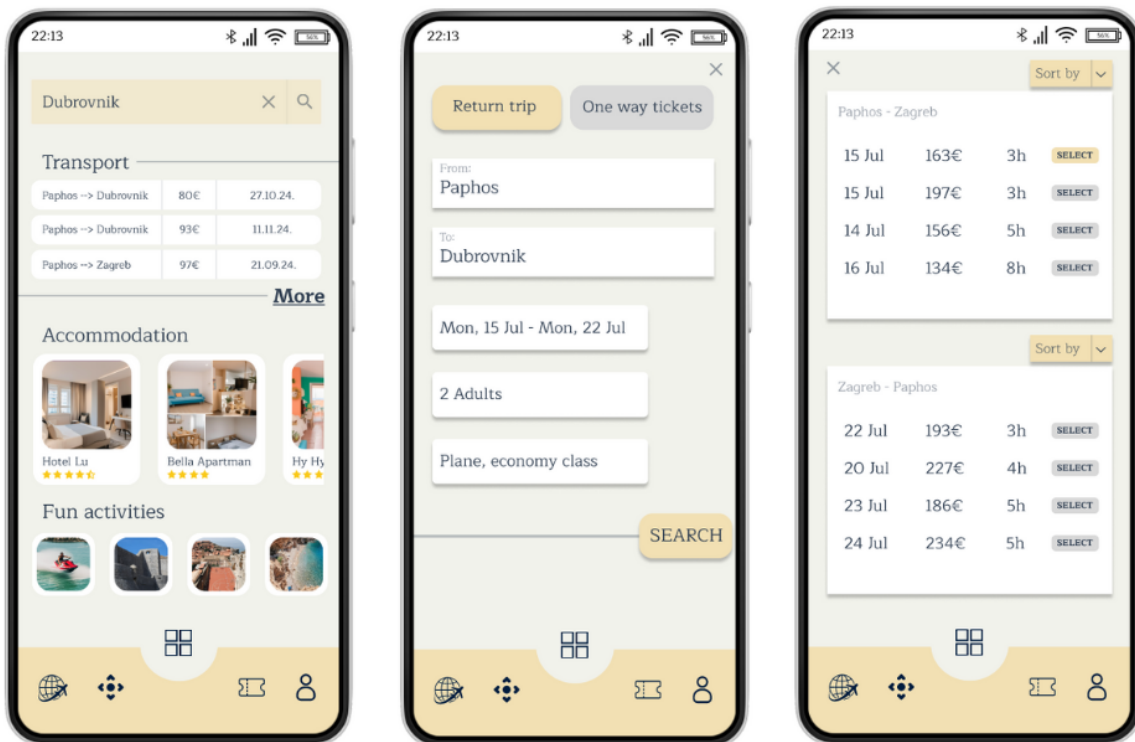 22:13
56%
Dubrovnik
Transport
Paphos --> Dubrovnik 80€ 27.10.24.
Paphos --> Dubrovnik 93€ 11.11.24.
Paphos --> Zagreb 97€ 21.09.24.
More
Accommodation
Hotel Lu
Bella Apartman
Hy Hy
Fun activities
22:13
56%
Return trip
One way tickets
From:
Paphos
To:
Dubrovnik
Mon, 15 Jul - Mon, 22 Jul
2 Adults
Plane, economy class
SEARCH
22:13
56%
Sort by
Paphos - Zagreb
15 Jul 163€ 3h SELECT
15 Jul 197€ 3h SELECT
14 Jul 156€ 5h SELECT
16 Jul 134€ 8h SELECT
Sort by
Zagreb - Paphos
22 Jul 193€ 3h SELECT
20 Jul 227€ 4h SELECT
23 Jul 186€ 5h SELECT
24 Jul 234€ 5h SELECT